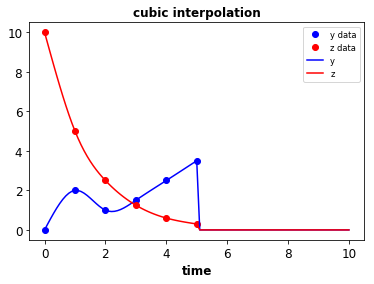 cubic interpolation
10
8
6
4
2
0
y data
z data
y
z
0 2 4 6 8 10
time